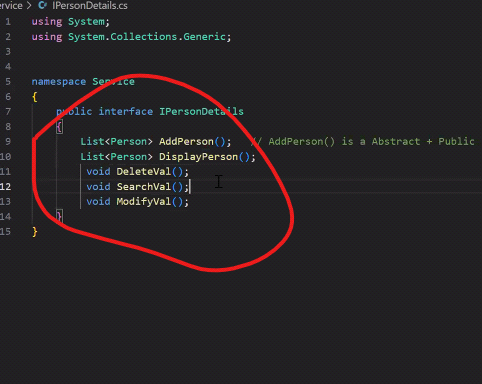 ervice > IPersonDetails.cs
1 using System;
2 using System.Collections.Generic;
3
4
5 namespace Service
6 {
7 public interface IPersonDetails
8 {
9 List<Person> AddPerson(); // AddPerson() is a Abstract + Public
10 List<Person> DisplayPerson();
11 void DeleteVal();
12 void SearchVal();
13 void ModifyVal();
14 }
15 }